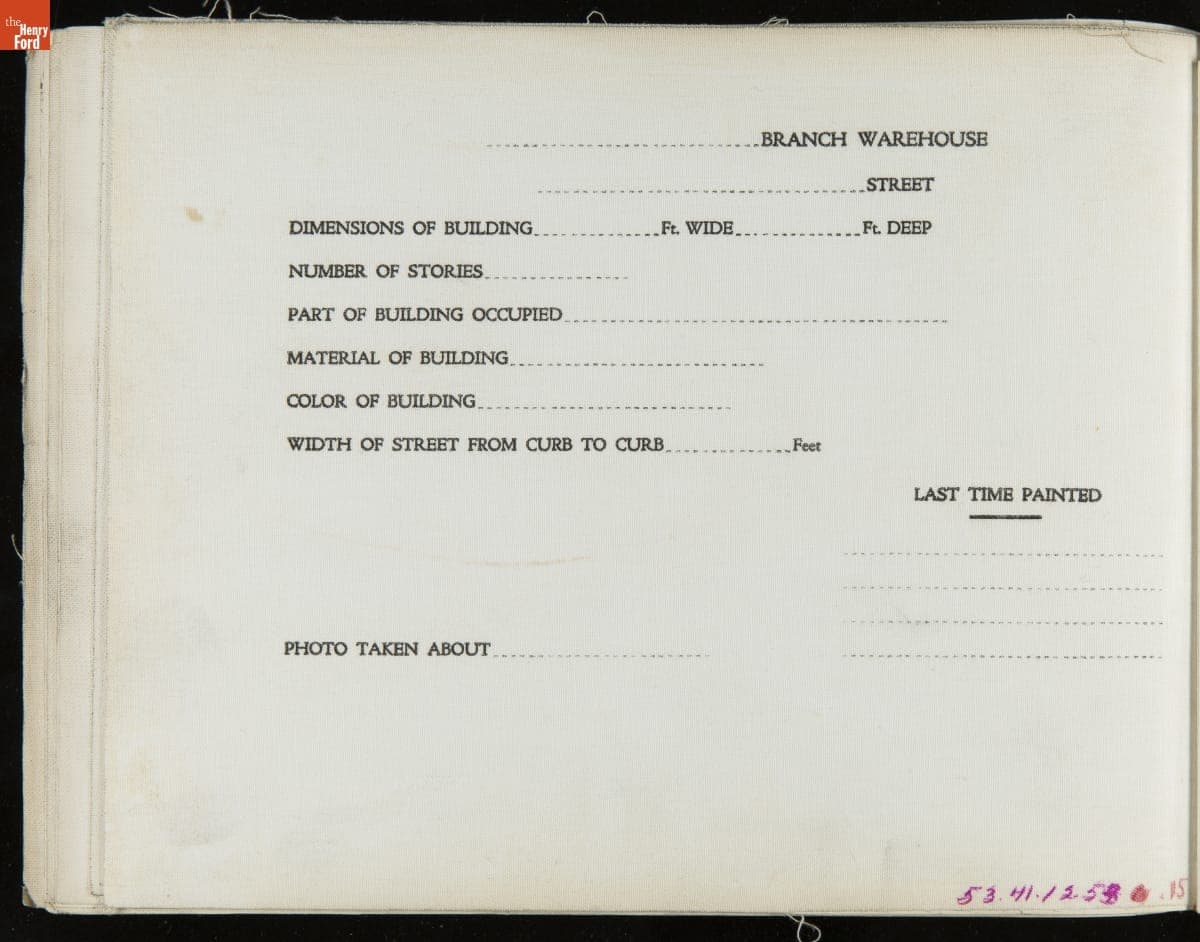 the
Henry
Ford
BRANCH WAREHOUSE
STREET
DIMENSIONS OF BUILDING Ft. WIDE Ft. DEEP
NUMBER OF STORIES
PART OF BUILDING OCCUPIED
MATERIAL OF BUILDING
COLOR OF BUILDING
WIDTH OF STREET FROM CURB TO CURB Feet
LAST TIME PAINTED
PHOTO TAKEN ABOUT